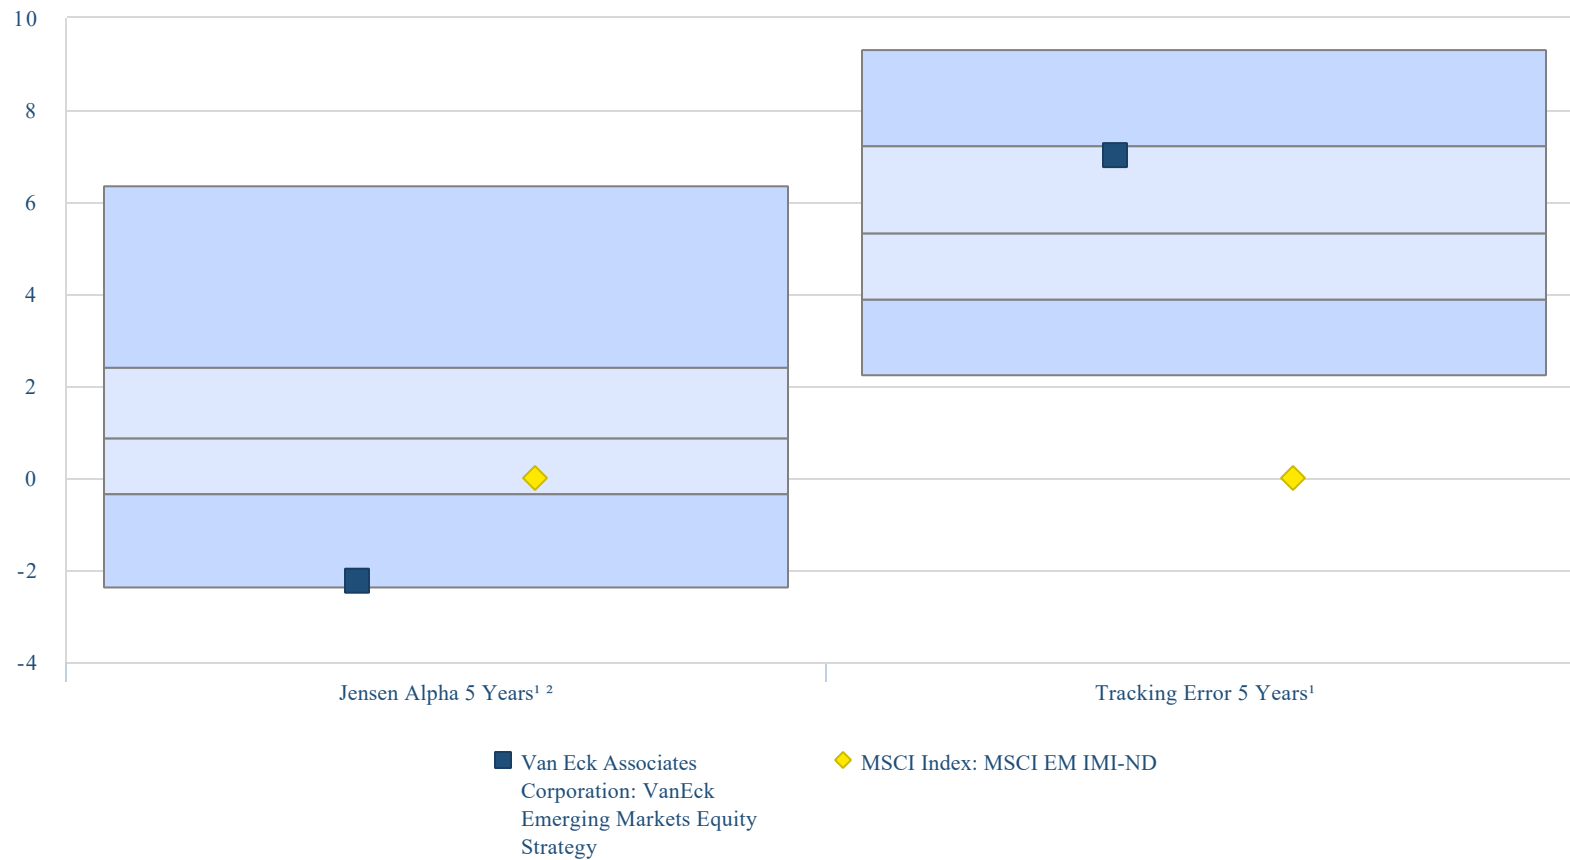 10
8
6
4
2
0
-2
-4
Jensen Alpha 5 Years¹ ²
Tracking Error 5 Years¹
Van Eck Associates
Corporation: VanEck
Emerging Markets Equity
Strategy
MSCI Index: MSCI EM IMI-ND